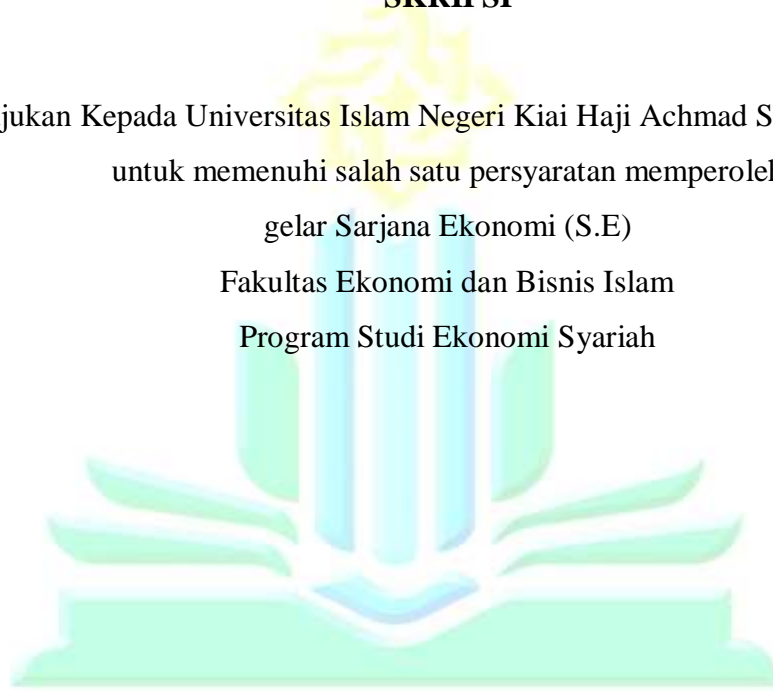 SKRIPSI
jukan Kepada Universitas Islam Negeri Kiai Haji Achmad S
untuk memenuhi salah satu persyaratan memperoleh
gelar Sarjana Ekonomi (S.E)
Fakultas Ekonomi dan Bisnis Islam
Program Studi Ekonomi Syariah